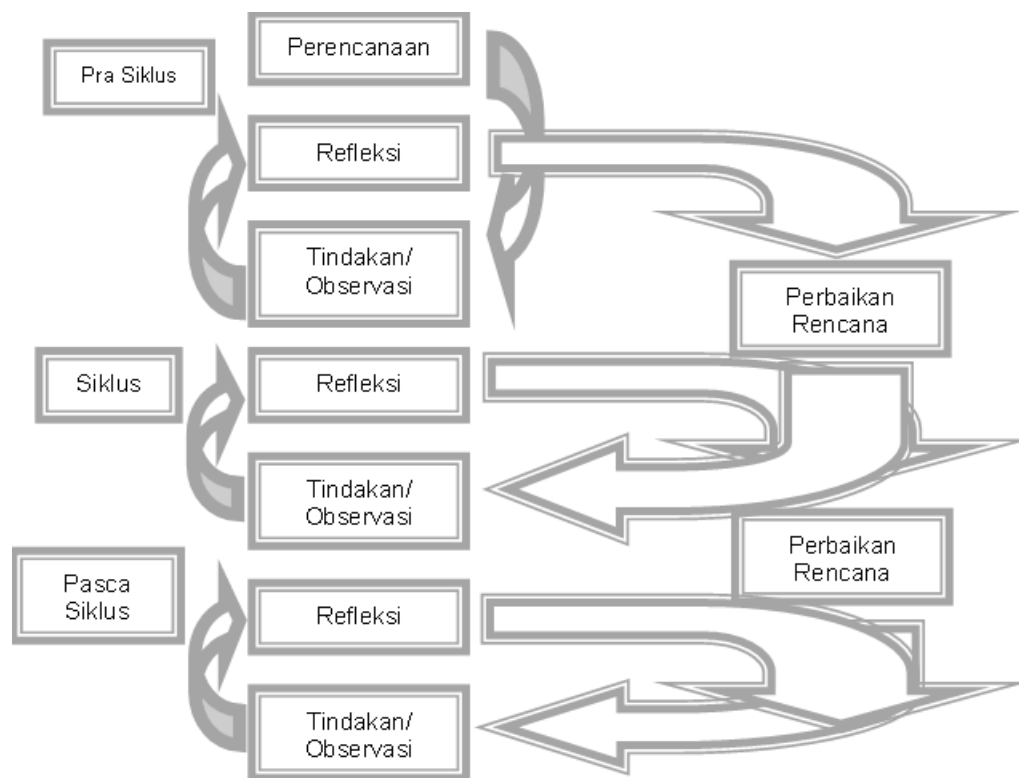 Perencanaan
Pra Siklus
Refleksi
Tindakan/
Observasi
Perbaikan
Rencana
Siklus
Refleksi
Tindakan/
Observasi
Perbaikan
Rencana
Pasca
Siklus
Refleksi
Tindakan/
Observasi